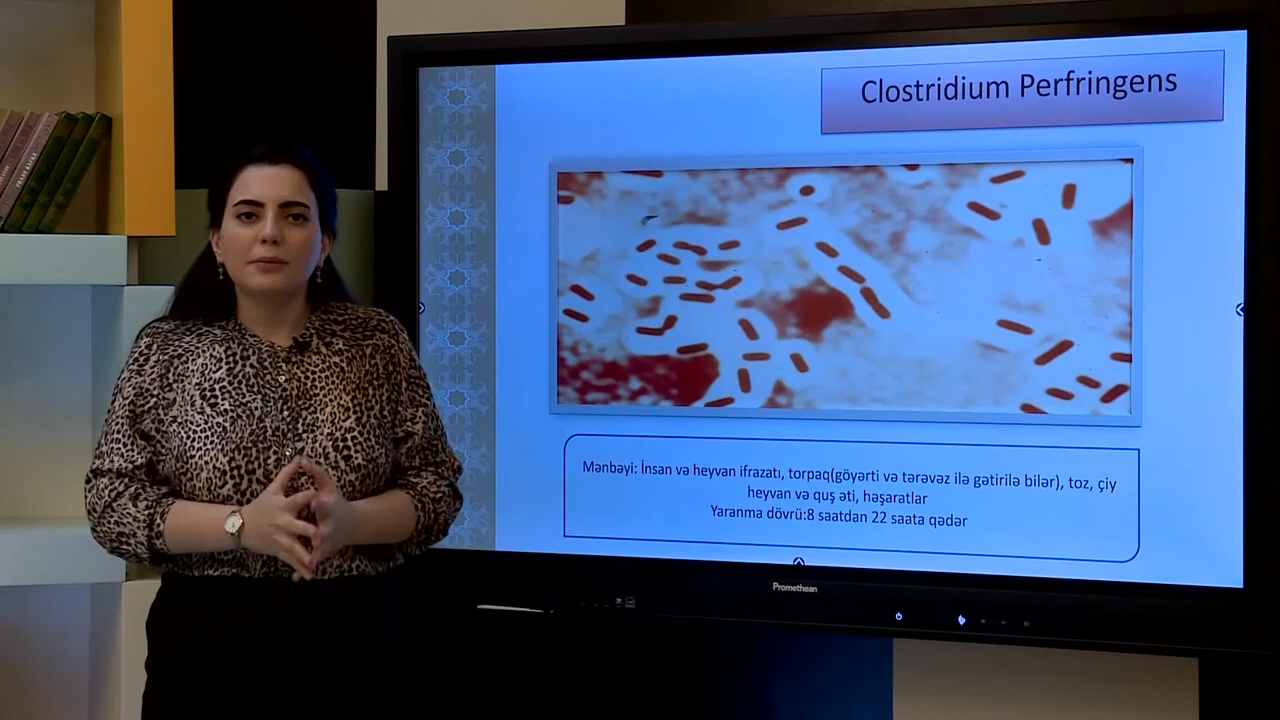 Clostridium Perfringens
Mənbəyi: İnsan və heyvan ifrazatı, torpaq(göyərti və tərəvəz ilə gətirilə bilər), toz, çiy
heyvan və quş əti, həşaratlar
Yaranma dövrü:8 saatdan 22 saata qədər
Promethean